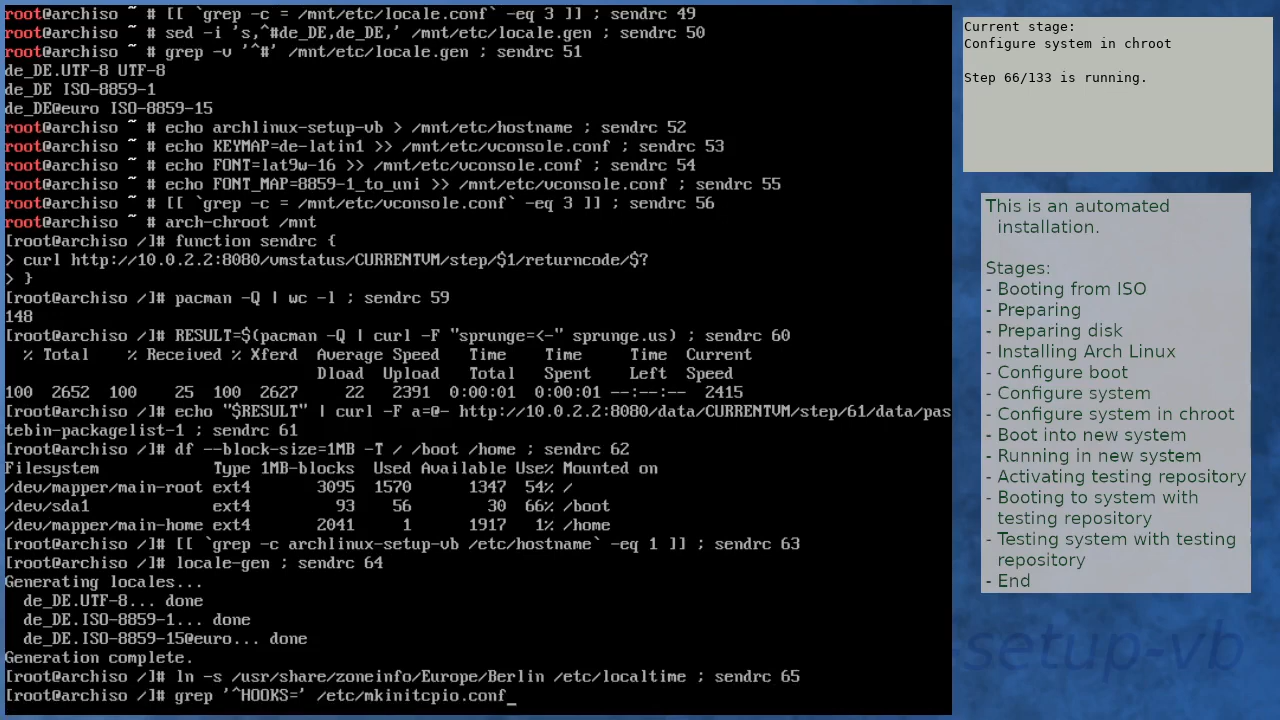 root@archiso ~ # [[ `grep -c = /mnt/etc/locale.conf` -eq 3 ]] ; sendrc 49
root@archiso ~ # sed -i 's,^#de_DE,de_DE,' /mnt/etc/locale.gen ; sendrc 50
root@archiso ~ # grep -v '^#' /mnt/etc/locale.gen ; sendrc 51
de_DE.UTF-8 UTF-8
de_DE ISO-8859-1
de_DE@euro ISO-8859-15
root@archiso ~ # echo archlinux-setup-vb > /mnt/etc/hostname ; sendrc 52
root@archiso ~ # echo KEYMAP=de-latin1 >> /mnt/etc/vconsole.conf ; sendrc 53
root@archiso ~ # echo FONT=lat9w-16 >> /mnt/etc/vconsole.conf ; sendrc 54
root@archiso ~ # echo FONT_MAP=8859-1_to_uni >> /mnt/etc/vconsole.conf ; sendrc 55
root@archiso ~ # [[ `grep -c = /mnt/etc/vconsole.conf` -eq 3 ]] ; sendrc 56
root@archiso ~ # arch-chroot /mnt
[root@archiso /]# function sendrc {
> curl http://10.0.2.2:8080/vmstatus/CURRENTVM/step/$1/returncode/$?
> }
[root@archiso /]# pacman -Q | wc -l ; sendrc 59
148
[root@archiso /]# RESULT=$(pacman -Q | curl -F "sprunge=<-" sprunge.us) ; sendrc 60
% Total % Received % Xferd Average Speed Time Time Time Current
Dload Upload Total Spent Left Speed
100 2652 100 25 100 2627 22 2391 0:00:01 0:00:01 --:--:-- 2415
[root@archiso /]# echo "$RESULT" | curl -F a=@- http://10.0.2.2:8080/data/CURRENTVM/step/61/data/pas
tebin-packagelist-1 ; sendrc 61
[root@archiso /]# df --block-size=1MB -T / /boot /home ; sendrc 62
Filesystem Type 1MB-blocks Used Available Use% Mounted on
/dev/mapper/main-root ext4 3095 1570 1347 54% /
/dev/sda1 ext4 93 56 30 66% /boot
/dev/mapper/main-home ext4 2041 1 1917 1% /home
[root@archiso /]# [[ `grep -c archlinux-setup-vb /etc/hostname` -eq 1 ]] ; sendrc 63
[root@archiso /]# locale-gen ; sendrc 64
Generating locales...
de_DE.UTF-8... done
de_DE.ISO-8859-1... done
de_DE.ISO-8859-15@euro... done
Generation complete.
[root@archiso /]# ln -s /usr/share/zoneinfo/Europe/Berlin /etc/localtime ; sendrc 65
[root@archiso /]# grep '^HOOKS=' /etc/mkinitcpio.conf_
Current stage:
Configure system in chroot
Step 66/133 is running.
This is an automated
installation.
Stages:
- Booting from ISO
- Preparing
- Preparing disk
- Installing Arch Linux
- Configure boot
- Configure system
- Configure system in chroot
- Boot into new system
- Running in new system
- Activating testing repository
- Booting to system with
testing repository
- Testing system with testing
repository
- End
setup-vb